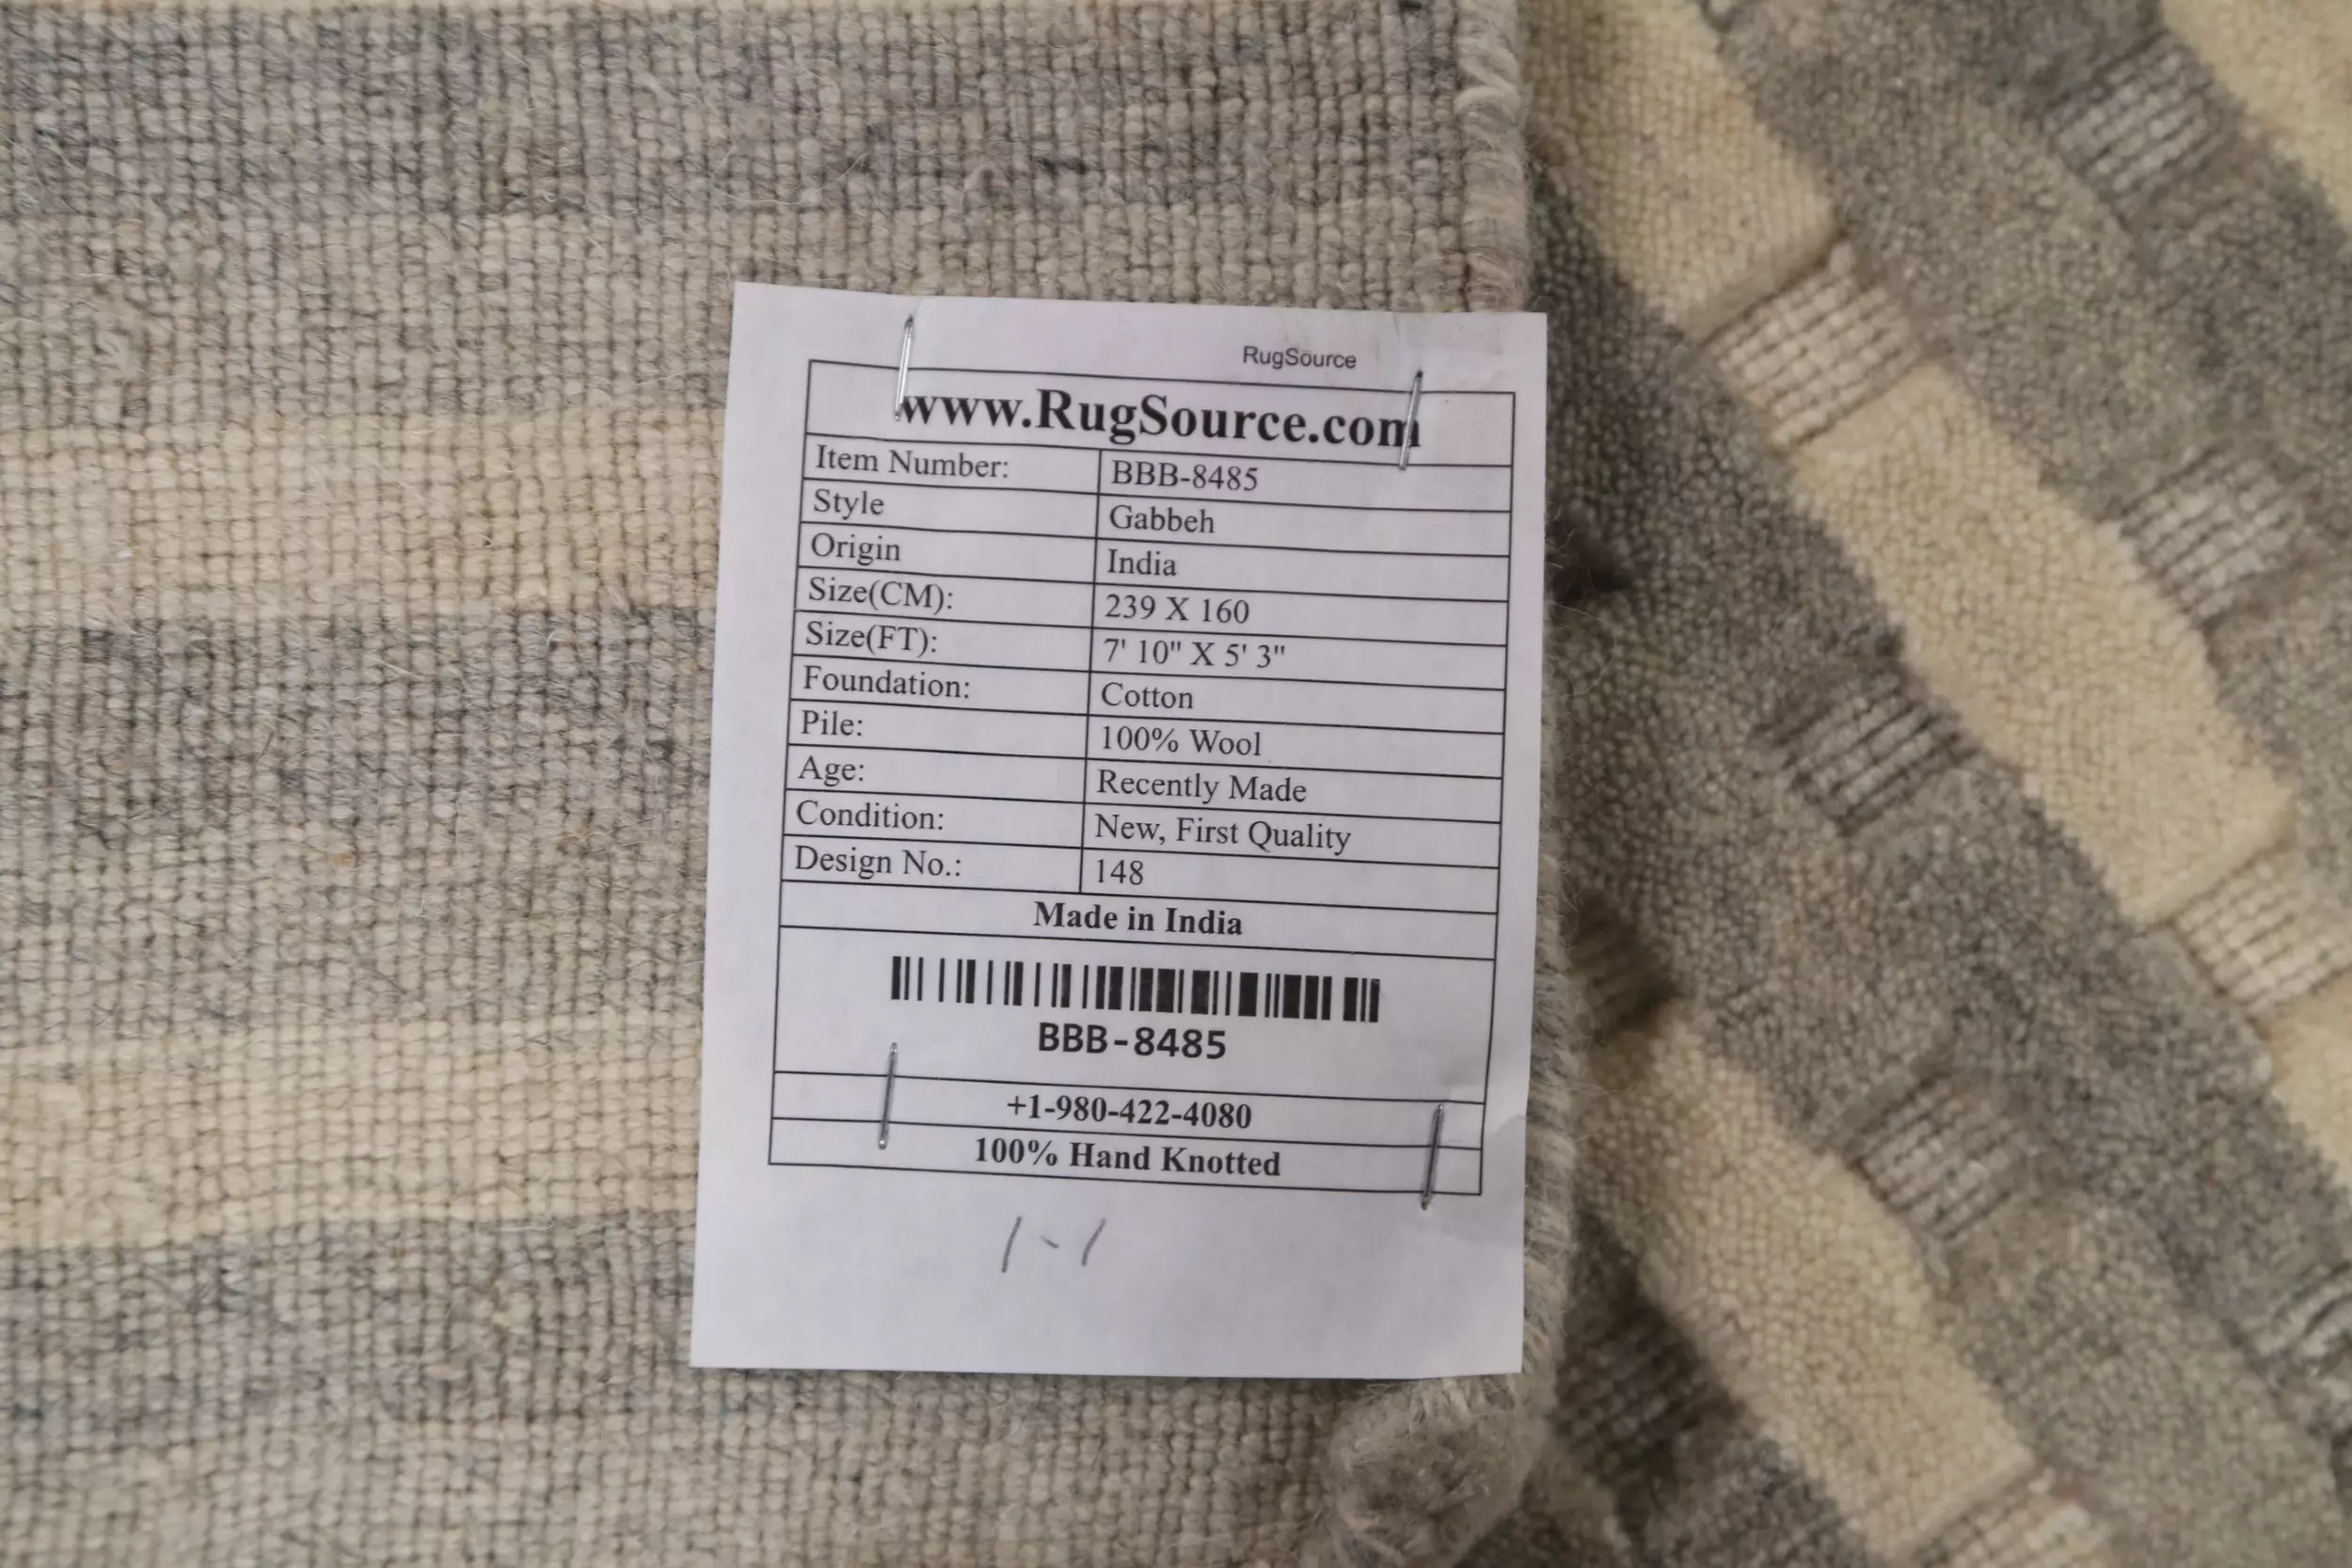 RugSource
www.RugSource.com
Item Number: BBB-8485
Style Gabbeh
Origin India
Size(CM): 239 X 160
Size(FT): 7' 10" X 5' 3"
Foundation: Cotton
Pile: 100% Wool
Age: Recently Made
Condition: New, First Quality
Design No.: 148
Made in India
BBB-8485
+1-980-422-4080
100% Hand Knotted
1-1